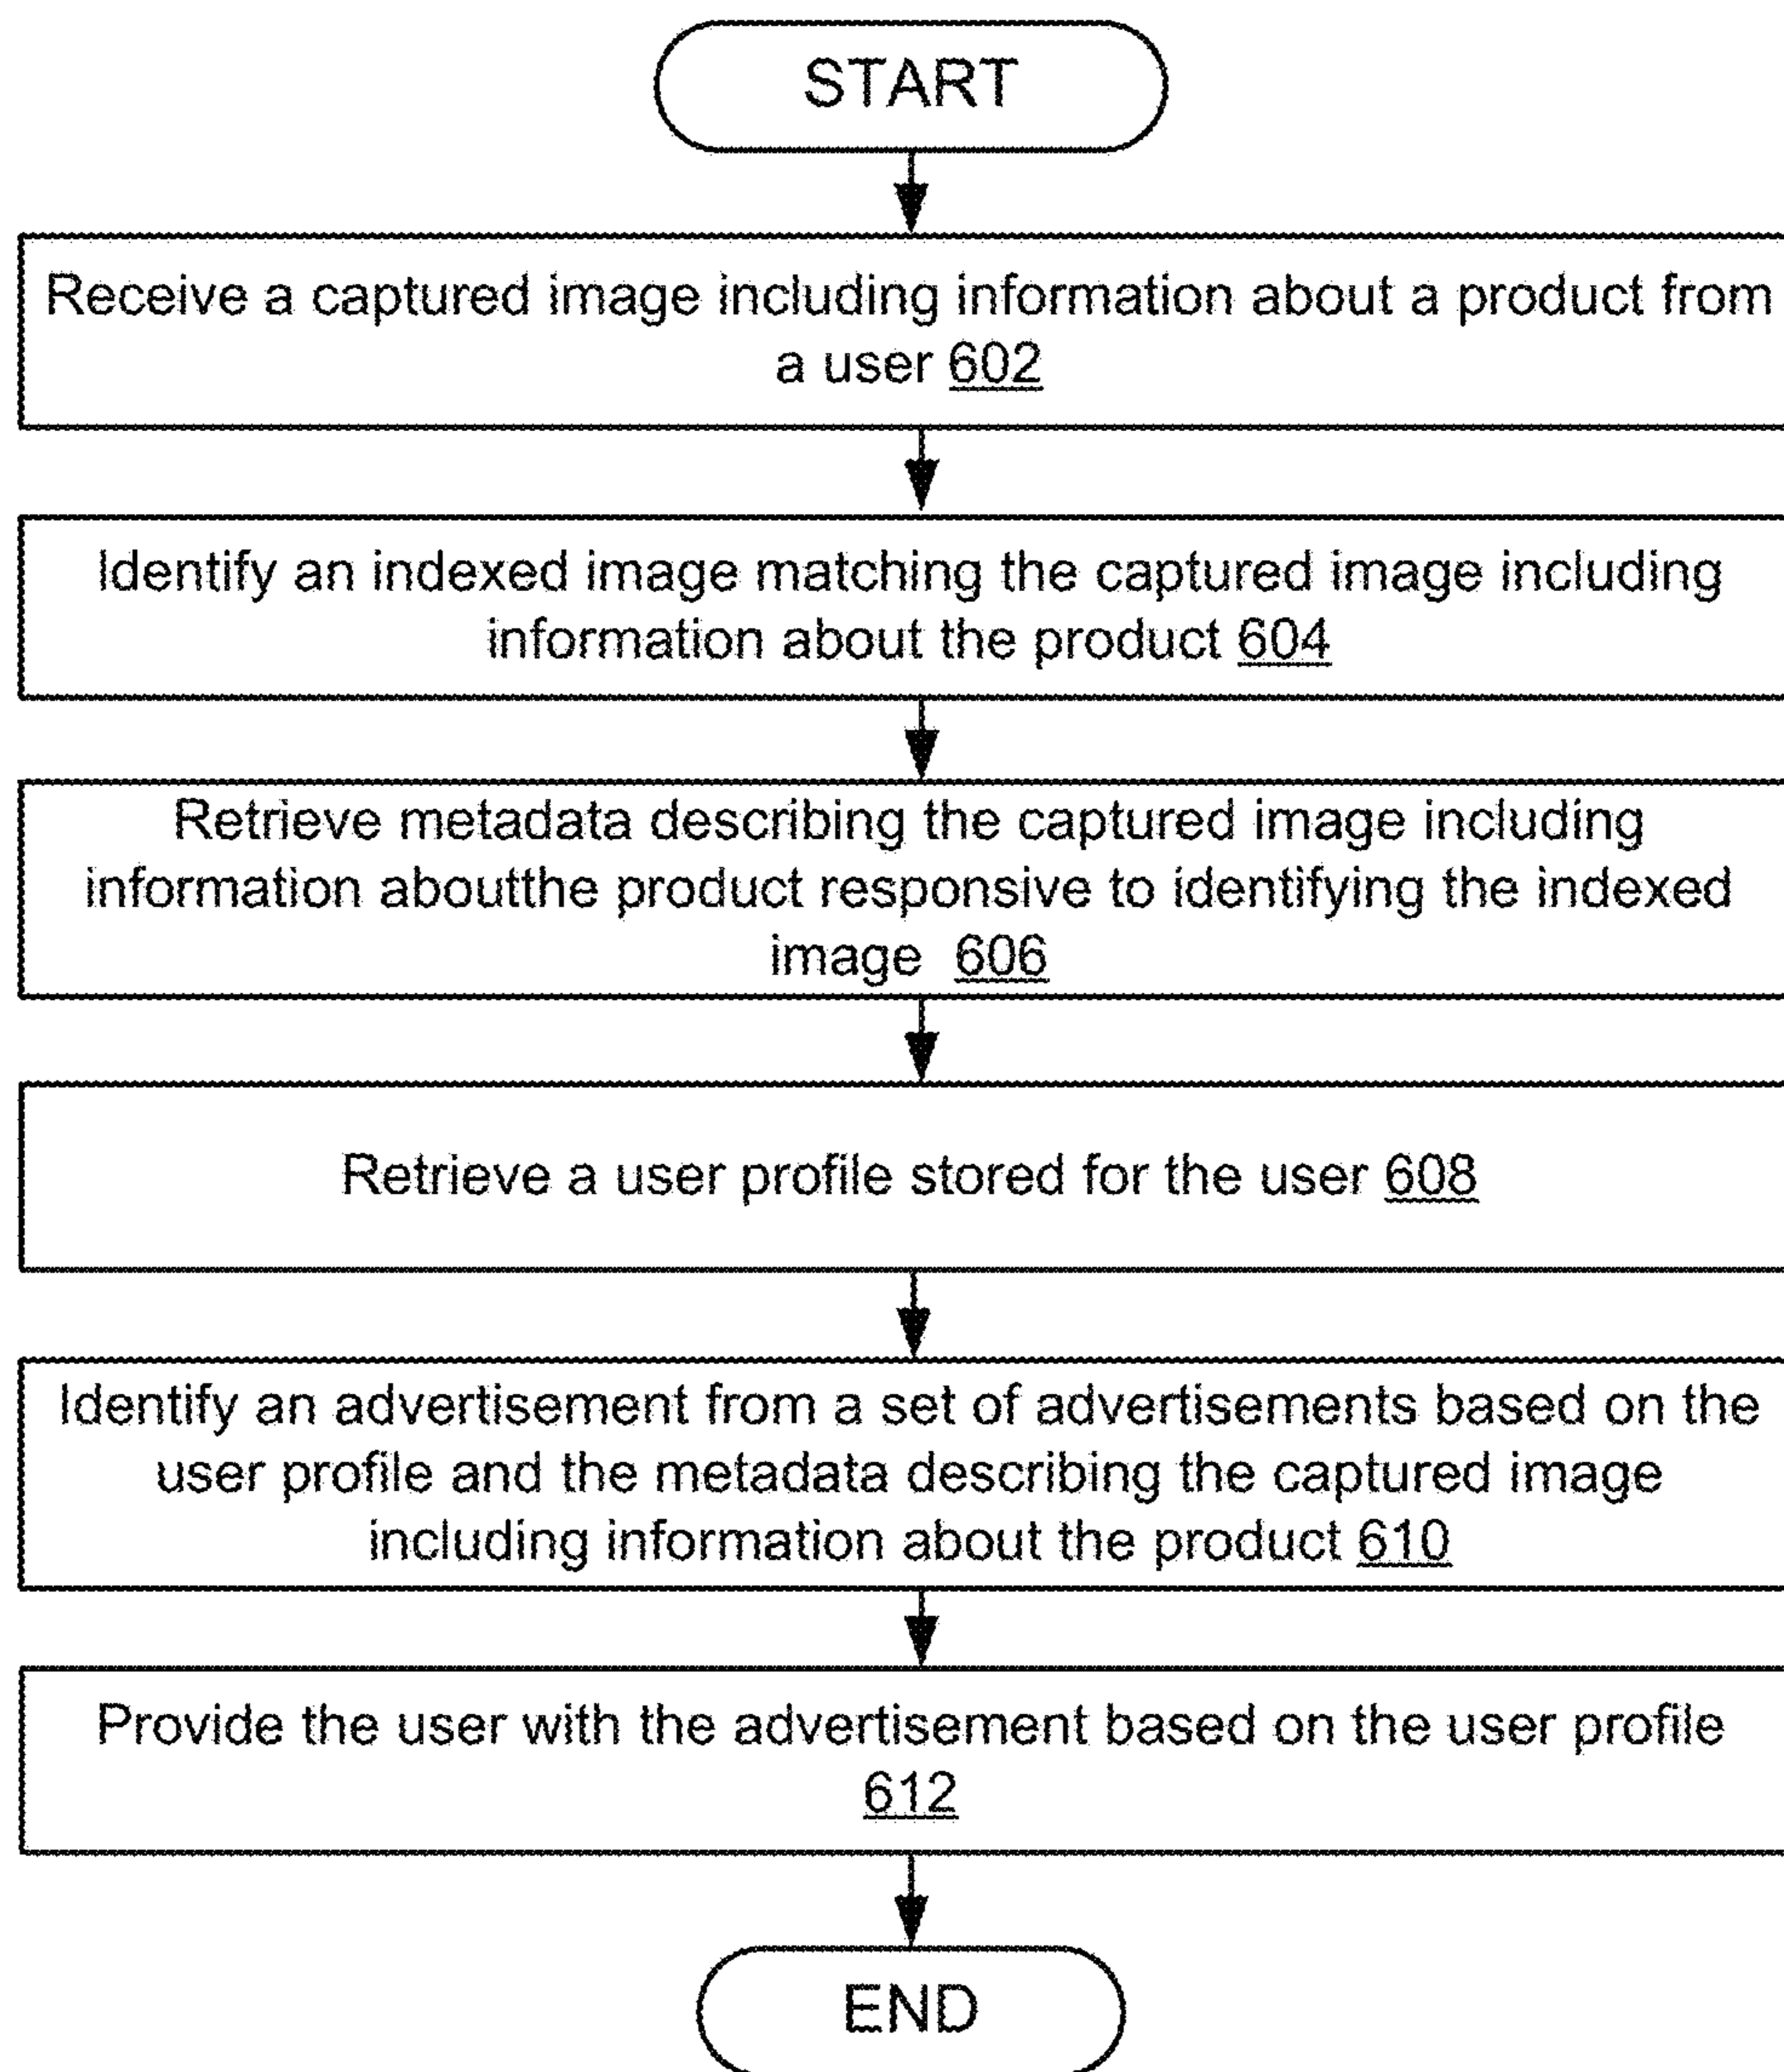 START
Receive a captured image including information about a product from
a user 602
Identify an indexed image matching the captured image including
information about the product 604
Retrieve metadata describing the captured image including
information aboutthe product responsive to identifying the indexed
image 606
Retrieve a user profile stored for the user 608
Identify an advertisement from a set of advertisements based on the
user profile and the metadata describing the captured image
including information about the product 610
Provide the user with the advertisement based on the user profile
612
END